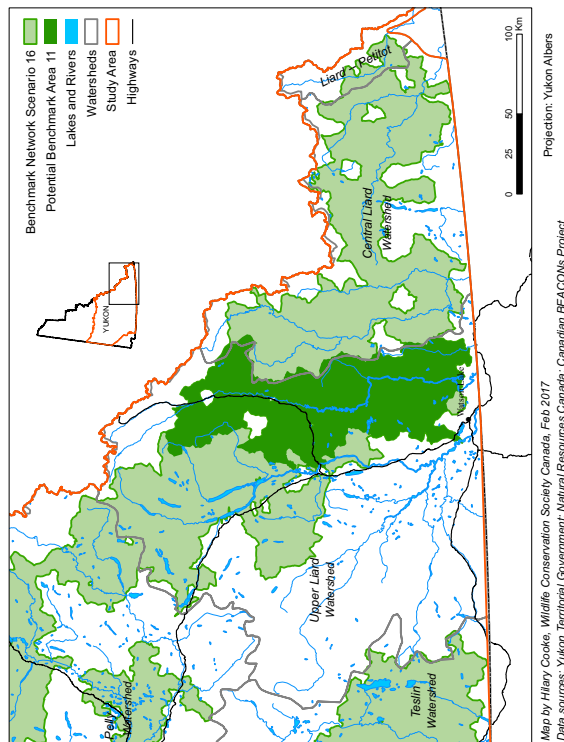 Benchmark Network Scenario 16
Potential Benchmark Area 11
Lakes and Rivers
Watersheds
Study Area
Highways
YUKON
Liard - Petitot
Central Liard
Watershed
Upper Liard
Watershed
Pelly
Watershed
Teslin
Watershed
Watson Lake
0 25 50 100
Km
Projection: Yukon Albers
Map by Hilary Cooke, Wildlife Conservation Society Canada, Feb 2017
Data sources: Yukon Territorial Government; Natural Resources Canada; Canadian BEACONs Project